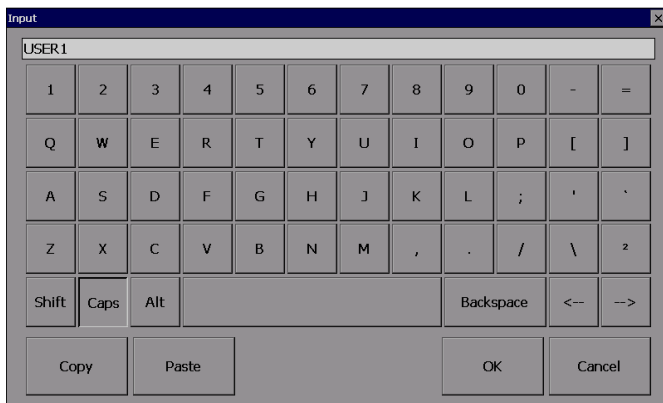 Input
USER1
1 2 3 4 5 6 7 8 9 0 - =
Q W E R T Y U I O P [ ]
A S D F G H J K L ; ' `
Z X C V B N M , . / \ ²
Shift Caps Alt Backspace <-- -->
Copy Paste OK Cancel